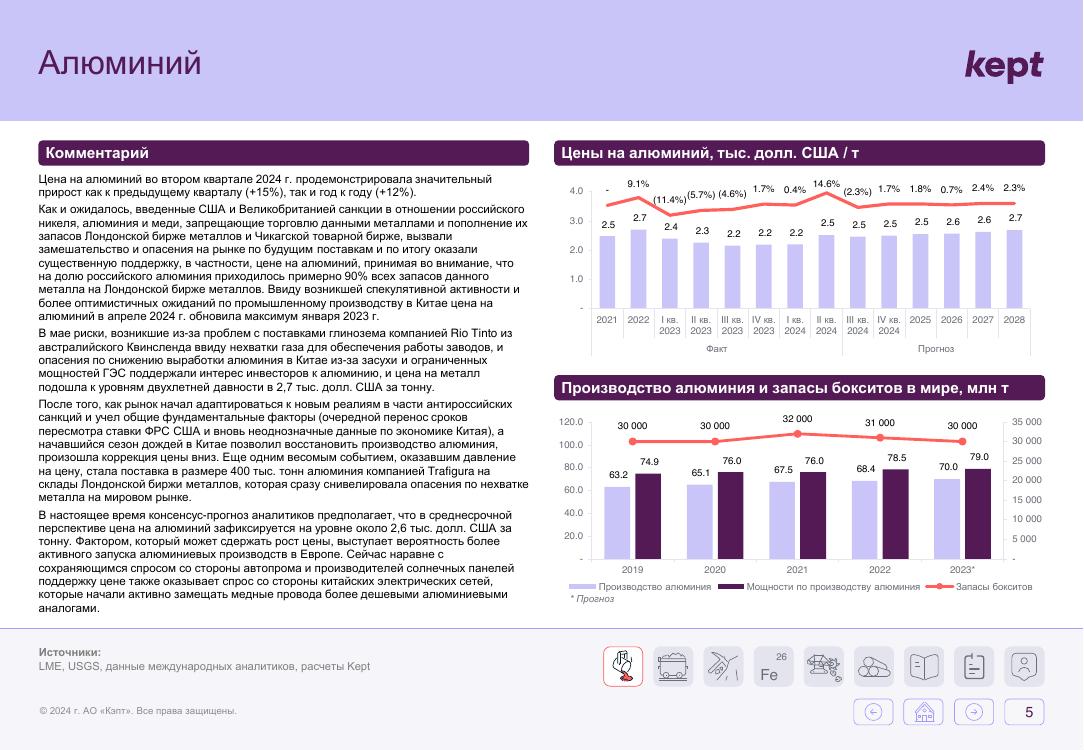 Алюминий
kept
Комментарий
Цена на алюминий во втором квартале 2024 г. продемонстрировала значительный
прирост как к предыдущему кварталу (+15%), так и год к году (+12%).
Как и ожидалось, введенные США и Великобританией санкции в отношении российского
никеля, алюминия и меди, запрещающие торговлю данными металлами и пополнение их
запасов Лондонской бирже металлов и Чикагской товарной бирже, вызвали
замешательство и опасения на рынке по будущим поставкам и по итогу оказали
существенную поддержку, в частности, цене на алюминий, принимая во внимание, что
на долю российского алюминия приходилось примерно 90% всех запасов данного
металла на Лондонской бирже металлов. Ввиду возникшей спекулятивной активности и
более оптимистичных ожиданий по промышленному производству в Китае цена на
алюминий в апреле 2024 г. обновила максимум января 2023 г.
В мае риски, возникшие из-за проблем с поставками глинозема компанией Rio Tinto из
австралийского Квинсленда ввиду нехватки газа для обеспечения работы заводов, и
опасения по снижению выработки алюминия в Китае из-за засухи и ограниченных
мощностей ГЭС поддержали интерес инвесторов к алюминию, и цена на металл
подошла к уровням двухлетней давности в 2,7 тыс. долл. США за тонну.
После того, как рынок начал адаптироваться к новым реалиям в части антироссийских
санкций и учел общие фундаментальные факторы (очередной перенос сроков
пересмотра ставки ФРС США и вновь неоднозначные данные по экономике Китая), а
начавшийся сезон дождей в Китае позволил восстановить производство алюминия,
произошла коррекция цены вниз. Еще одним весомым событием, оказавшим давление
на цену, стала поставка в размере 400 тыс. тонн алюминия компанией Trafigura на
склады Лондонской биржи металлов, которая сразу снивелировала опасения по нехватке
металла на мировом рынке.
В настоящее время консенсус-прогноз аналитиков предполагает, что в среднесрочной
перспективе цена на алюминий зафиксируется на уровне около 2,6 тыс. долл. США за
тонну. Фактором, который может сдержать рост цены, выступает вероятность более
активного запуска алюминиевых производств в Европе. Сейчас наравне с
сохраняющимся спросом со стороны автопрома и производителей солнечных панелей
поддержку цене также оказывает спрос со стороны китайских электрических сетей,
которые начали активно замещать медные провода более дешевыми алюминиевыми
аналогами.
Цены на алюминий, тыс. долл. США / т
- 9.1% (11.4%) (5.7%) (4.6%) 1.7% 0.4% 14.6% (2.3%) 1.7% 1.8% 0.7% 2.4% 2.3%
4.0
3.0
2.0
1.0
-
2.5 2.7 2.4 2.3 2.2 2.2 2.2 2.5 2.5 2.5 2.5 2.6 2.6 2.7
2021 2022 I кв. II кв. III кв. IV кв. I кв. II кв. III кв. IV кв. 2025 2026 2027 2028
2023 2023 2023 2023 2024 2024 2024 2024
Факт Прогноз
Производство алюминия и запасы бокситов в мире, млн т
120.0
100.0
80.0
60.0
40.0
20.0
-
30 000 30 000 32 000 31 000 30 000
63.2 74.9 65.1 76.0 67.5 76.0 68.4 78.5 70.0 79.0
35 000
30 000
25 000
20 000
15 000
10 000
5 000
-
2019 2020 2021 2022 2023*
Производство алюминия Мощности по производству алюминия Запасы бокситов
* Прогноз
Источники:
LME, USGS, данные международных аналитиков, расчеты Kept
26
Fe
© 2024 г. АО «Кэпт». Все права защищены.
5